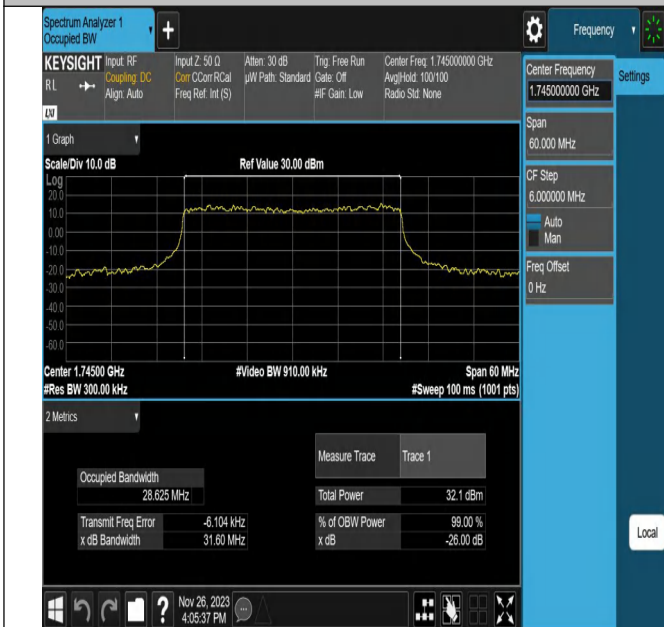 Spectrum Analyzer 1
Occupied BW
Frequency
KEYSIGHT
RL
LXI
Input: RF
Coupling: DC
Align: Auto
Input Z: 50 Ω
Corr CCorr RCal
Freq Ref: Int (S)
Atten: 30 dB
µW Path: Standard
Trig: Free Run
Gate: Off
#IF Gain: Low
Center Freq: 1.745000000 GHz
Avg|Hold: 100/100
Radio Std: None
Center Frequency
1.745000000 GHz
Settings
Span
60.000 MHz
CF Step
6.000000 MHz
Auto
Man
Freq Offset
0 Hz
1 Graph
Scale/Div 10.0 dB
Ref Value 30.00 dBm
Log
20.0
10.0
0.00
-10.0
-20.0
-30.0
-40.0
-50.0
-60.0
Center 1.74500 GHz
#Video BW 910.00 kHz
Span 60 MHz
#Res BW 300.00 kHz
#Sweep 100 ms (1001 pts)
2 Metrics
Measure Trace
Trace 1
Occupied Bandwidth
28.625 MHz
Total Power
32.1 dBm
Transmit Freq Error
-6.104 kHz
% of OBW Power
99.00 %
x dB Bandwidth
31.60 MHz
x dB
-26.00 dB
Local
?
Nov 26, 2023
4:05:37 PM